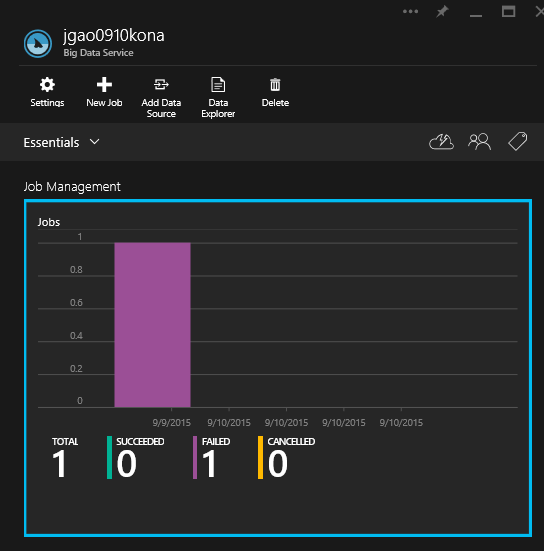 jgao0910kona
Big Data Service
Settings
New Job
Add Data
Source
Data
Explorer
Delete
Essentials
Job Management
Jobs
1
0.8
0.6
0.4
0.2
0
9/9/2015 9/10/2015 9/10/2015 9/10/2015 9/10/2015
TOTAL
1
SUCCEEDED
0
FAILED
1
CANCELLED
0